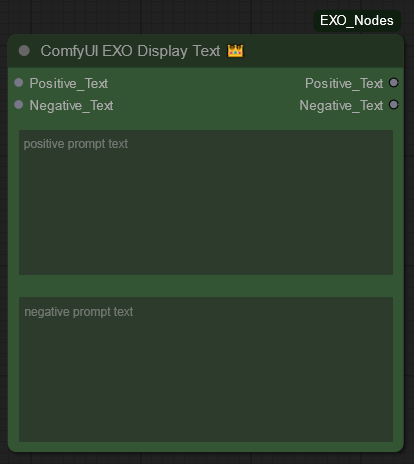 EXO_Nodes
ComfyUI EXO Display Text 👑
Positive_Text Positive_Text
Negative_Text Negative_Text
positive prompt text
negative prompt text